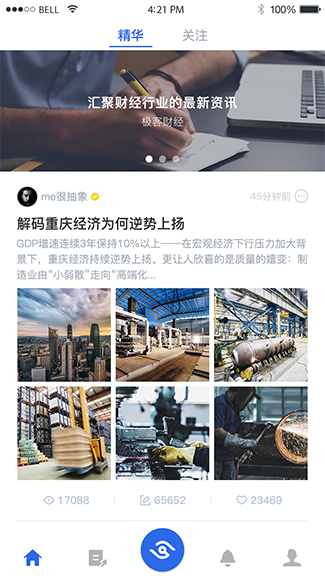 BELL
4:21 PM
100%
精华
关注
汇聚财经行业的最新资讯
极客财经
me很抽象
45分钟前
解码重庆经济为何逆势上扬
GDP增速连续3年保持10%以上——在宏观经济下行压力加大背
景下，重庆经济持续逆势上扬。更让人欣喜的是质量的嬗变：制
造业由“小弱散”走向“高端化...
17088
65652
23469